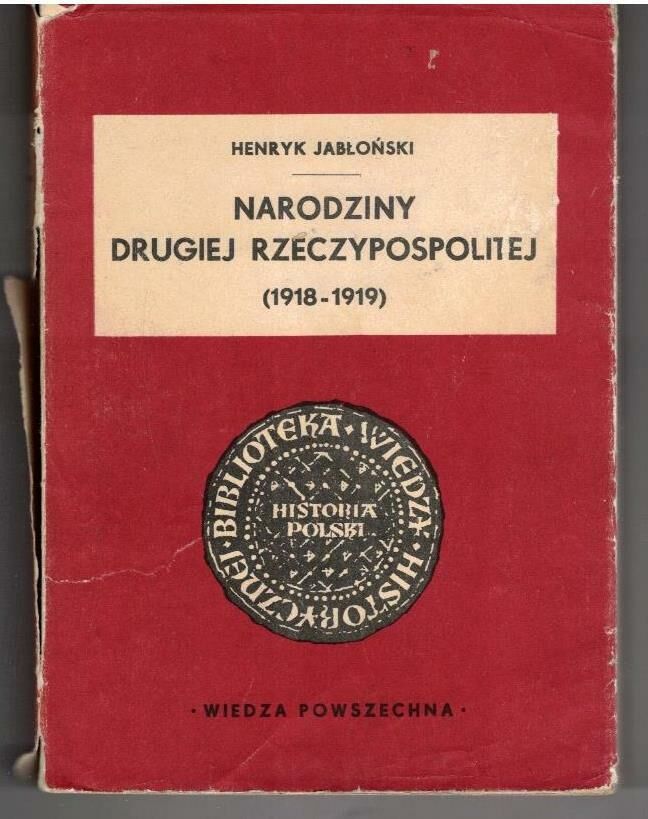 HENRYK JABŁOŃSKI
NARODZINY
DRUGIEJ RZECZYPOSPOLITEJ
(1918-1919)
BIBLIOTEKA · WIEDZY · HISTORYCZNEJ ·
HISTORIA
POLSKI
· WIEDZA POWSZECHNA ·